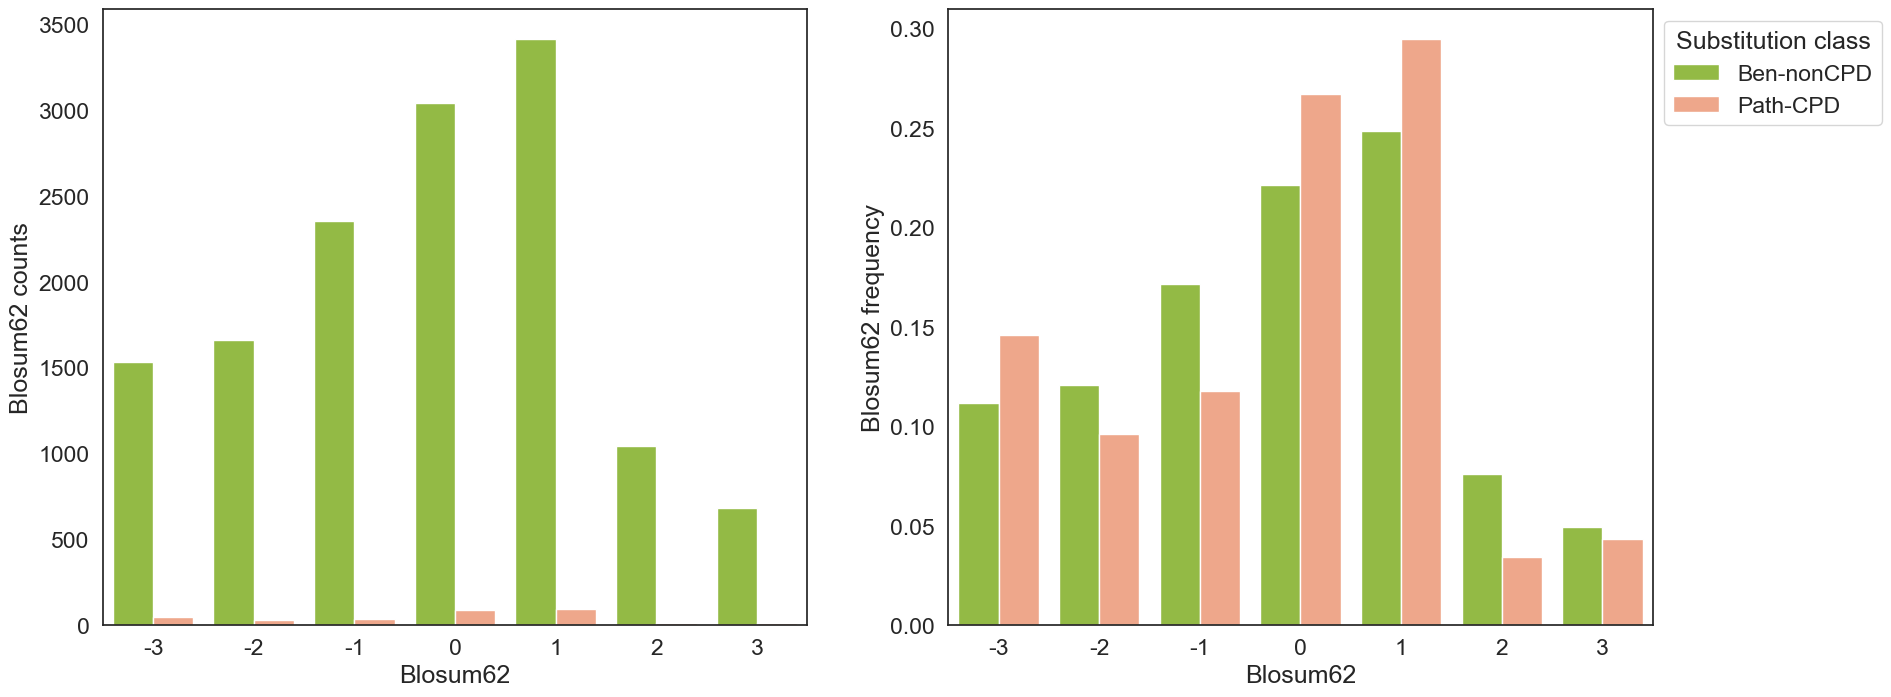 3500
3000
2500
2000
1500
1000
500
0
Blosum62 counts
-3 -2 -1 0 1 2 3
Blosum62
0.30
0.25
0.20
0.15
0.10
0.05
0.00
Blosum62 frequency
-3 -2 -1 0 1 2 3
Blosum62
Substitution class
Ben-nonCPD
Path-CPD